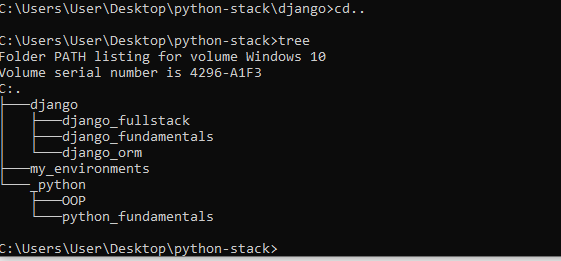 C:\Users\User\Desktop\python-stack\django>cd..
C:\Users\User\Desktop\python-stack>tree
Folder PATH listing for volume Windows 10
Volume serial number is 4296-A1F3
C:.
├───django
│   ├───django_fullstack
│   ├───django_fundamentals
│   └───django_orm
├───my_environments
└───_python
    ├───OOP
    └───python_fundamentals
C:\Users\User\Desktop\python-stack>